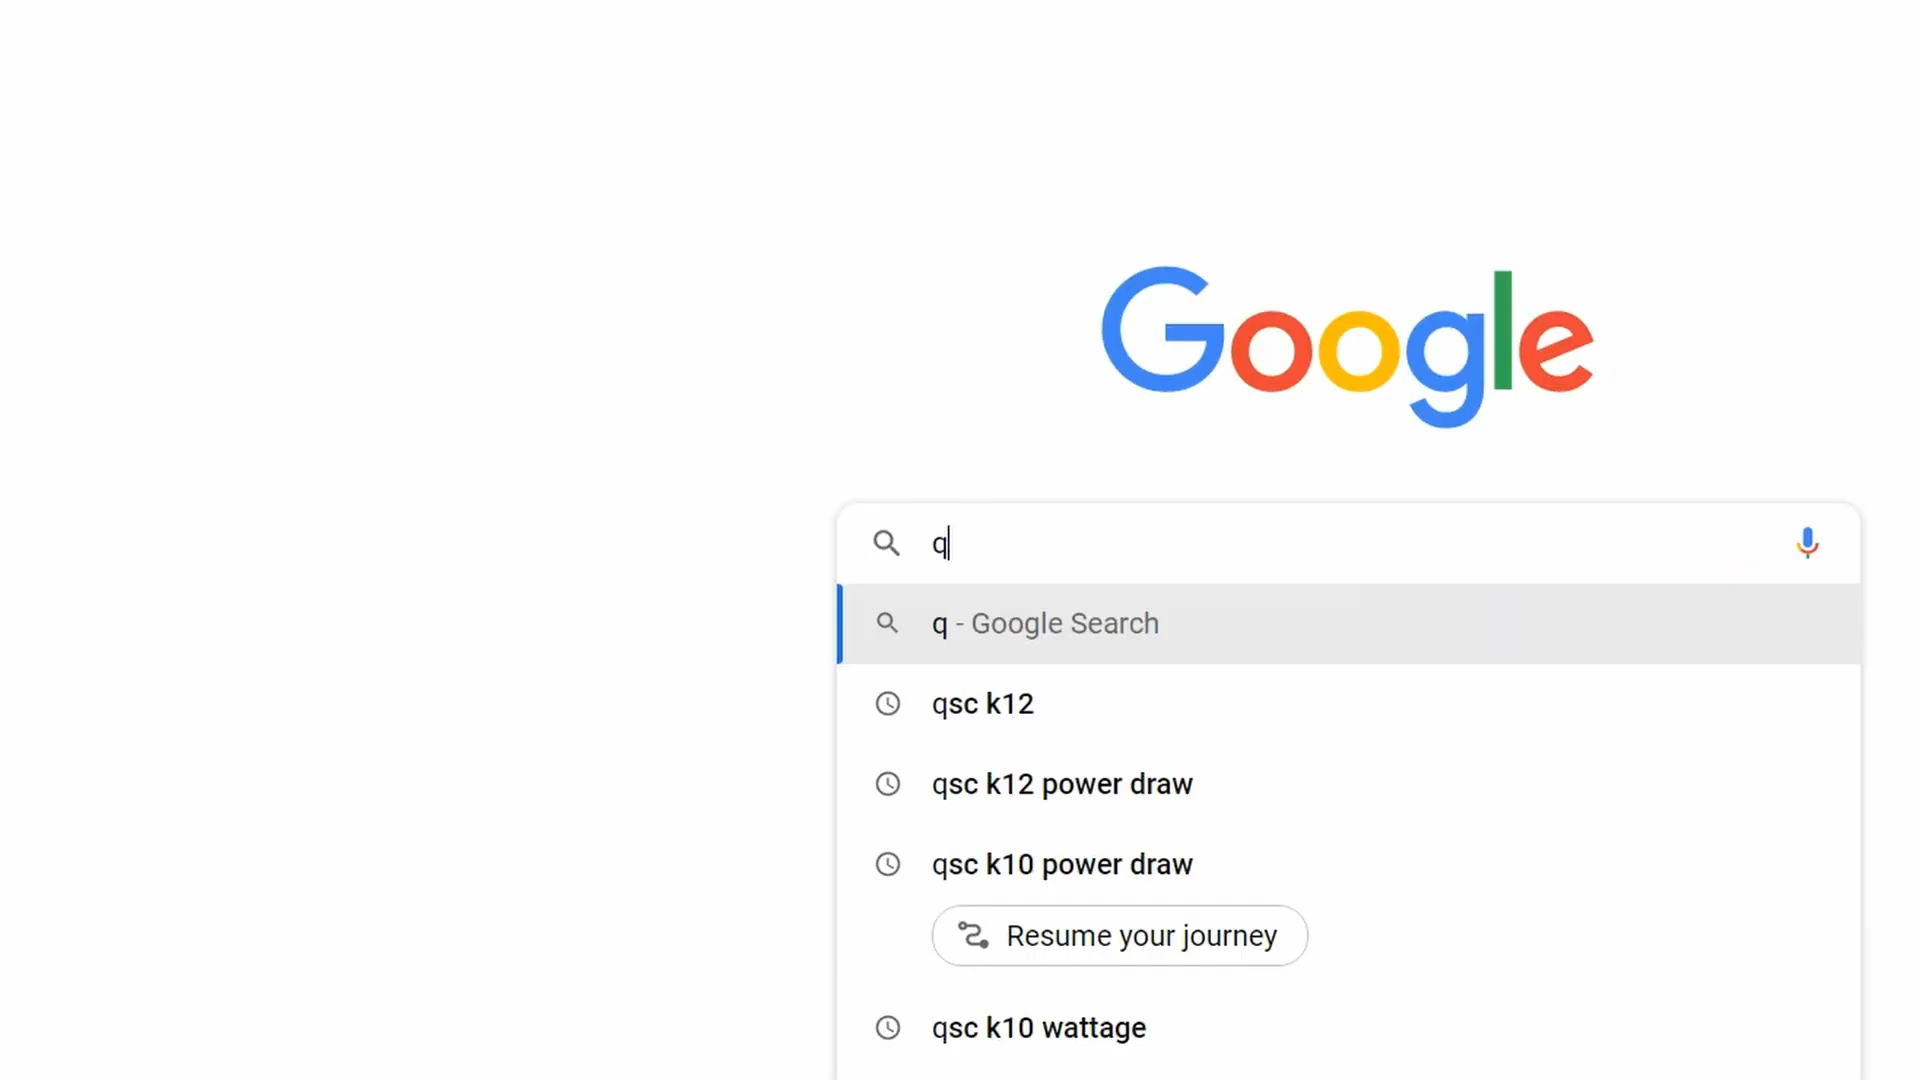 Google
q
q - Google Search
qsc k12
qsc k12 power draw
qsc k10 power draw
Resume your journey
qsc k10 wattage